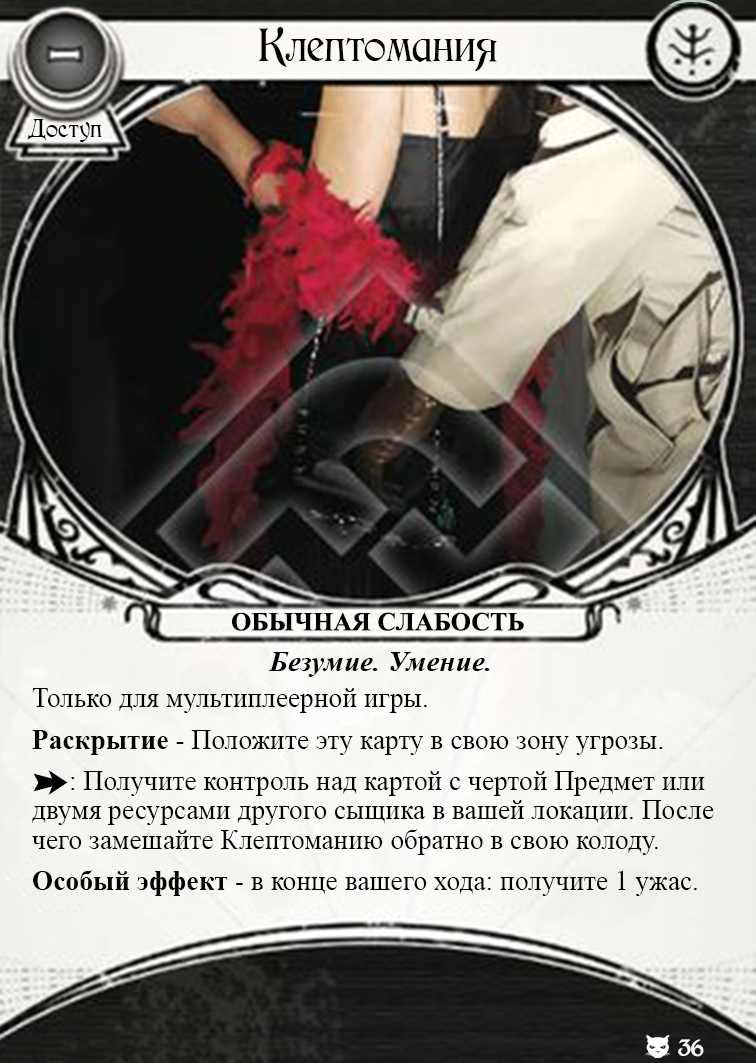 –
Клептомания
Доступ
ОБЫЧНАЯ СЛАБОСТЬ
Безумие. Умение.
Только для мультиплеерной игры.
Раскрытие - Положите эту карту в свою зону угрозы.
: Получите контроль над картой с чертой Предмет или
двумя ресурсами другого сыщика в вашей локации. После
чего замешайте Клептоманию обратно в свою колоду.
Особый эффект - в конце вашего хода: получите 1 ужас.
36